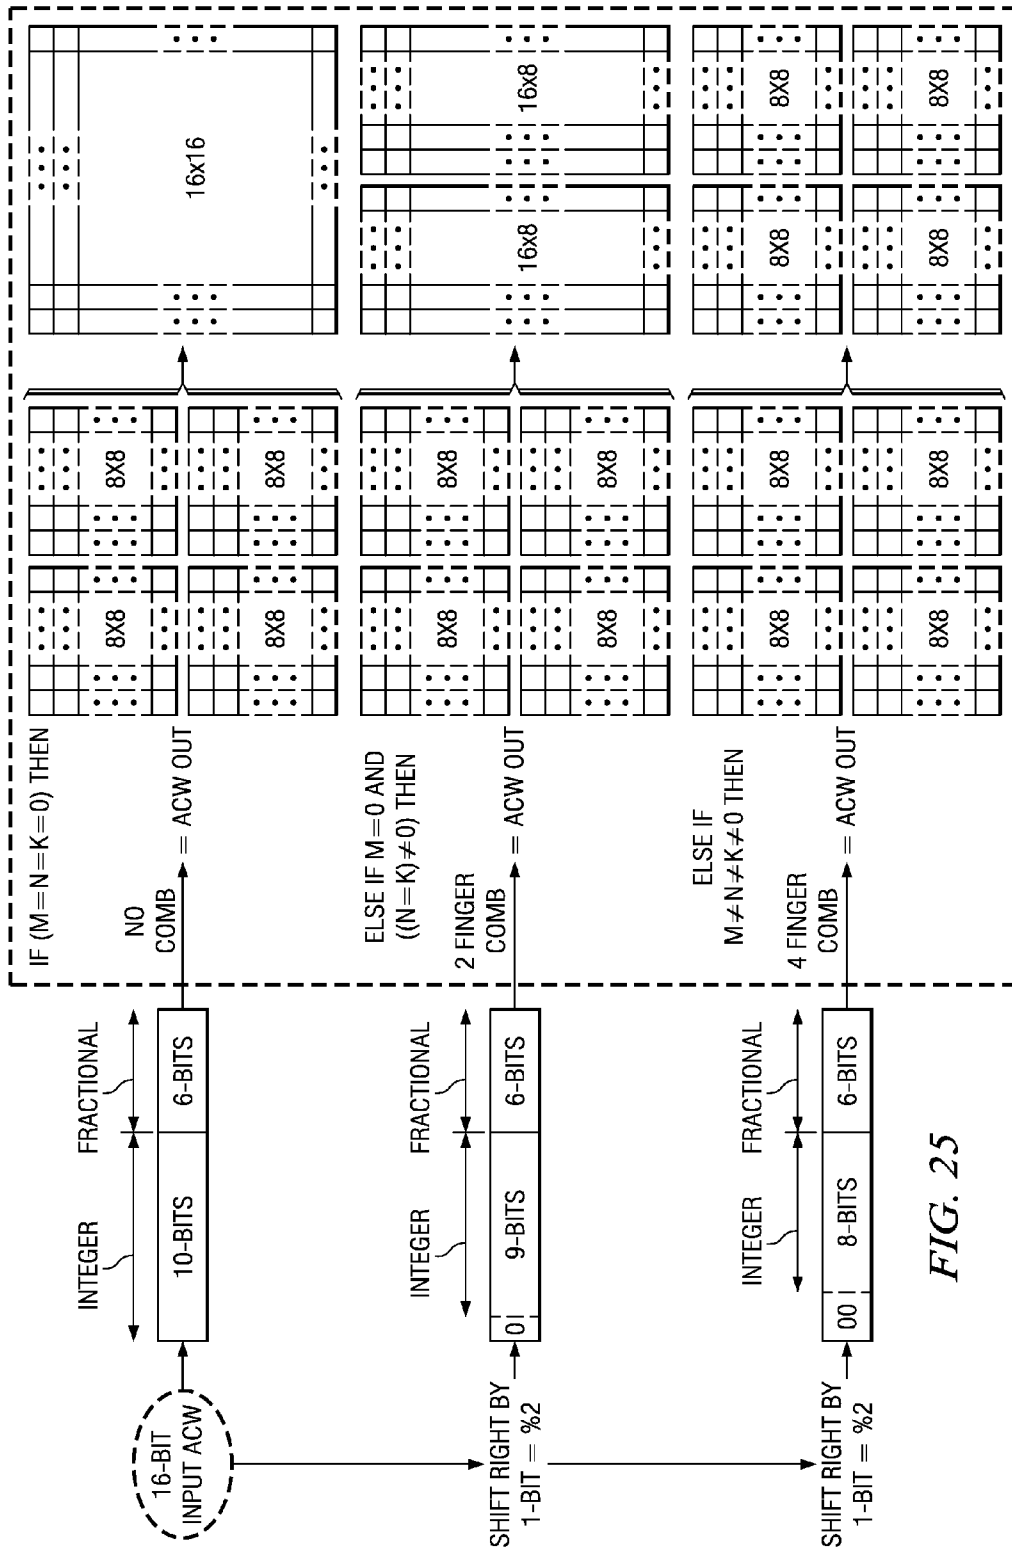 16-BIT
INPUT ACW
INTEGER
FRACTIONAL
10-BITS
6-BITS
NO
COMB
IF (M=N=K=0) THEN
= ACW OUT
8X8
8X8
8X8
8X8
16x16
SHIFT RIGHT BY
1-BIT = %2
INTEGER
FRACTIONAL
0
9-BITS
6-BITS
2 FINGER
COMB
ELSE IF M=0 AND
((N=K)≠0) THEN
= ACW OUT
8X8
8X8
8X8
8X8
16x8
16x8
SHIFT RIGHT BY
1-BIT = %2
INTEGER
FRACTIONAL
00
8-BITS
6-BITS
4 FINGER
COMB
ELSE IF
M≠N≠K≠0 THEN
= ACW OUT
8X8
8X8
8X8
8X8
8X8
8X8
8X8
8X8
FIG. 25